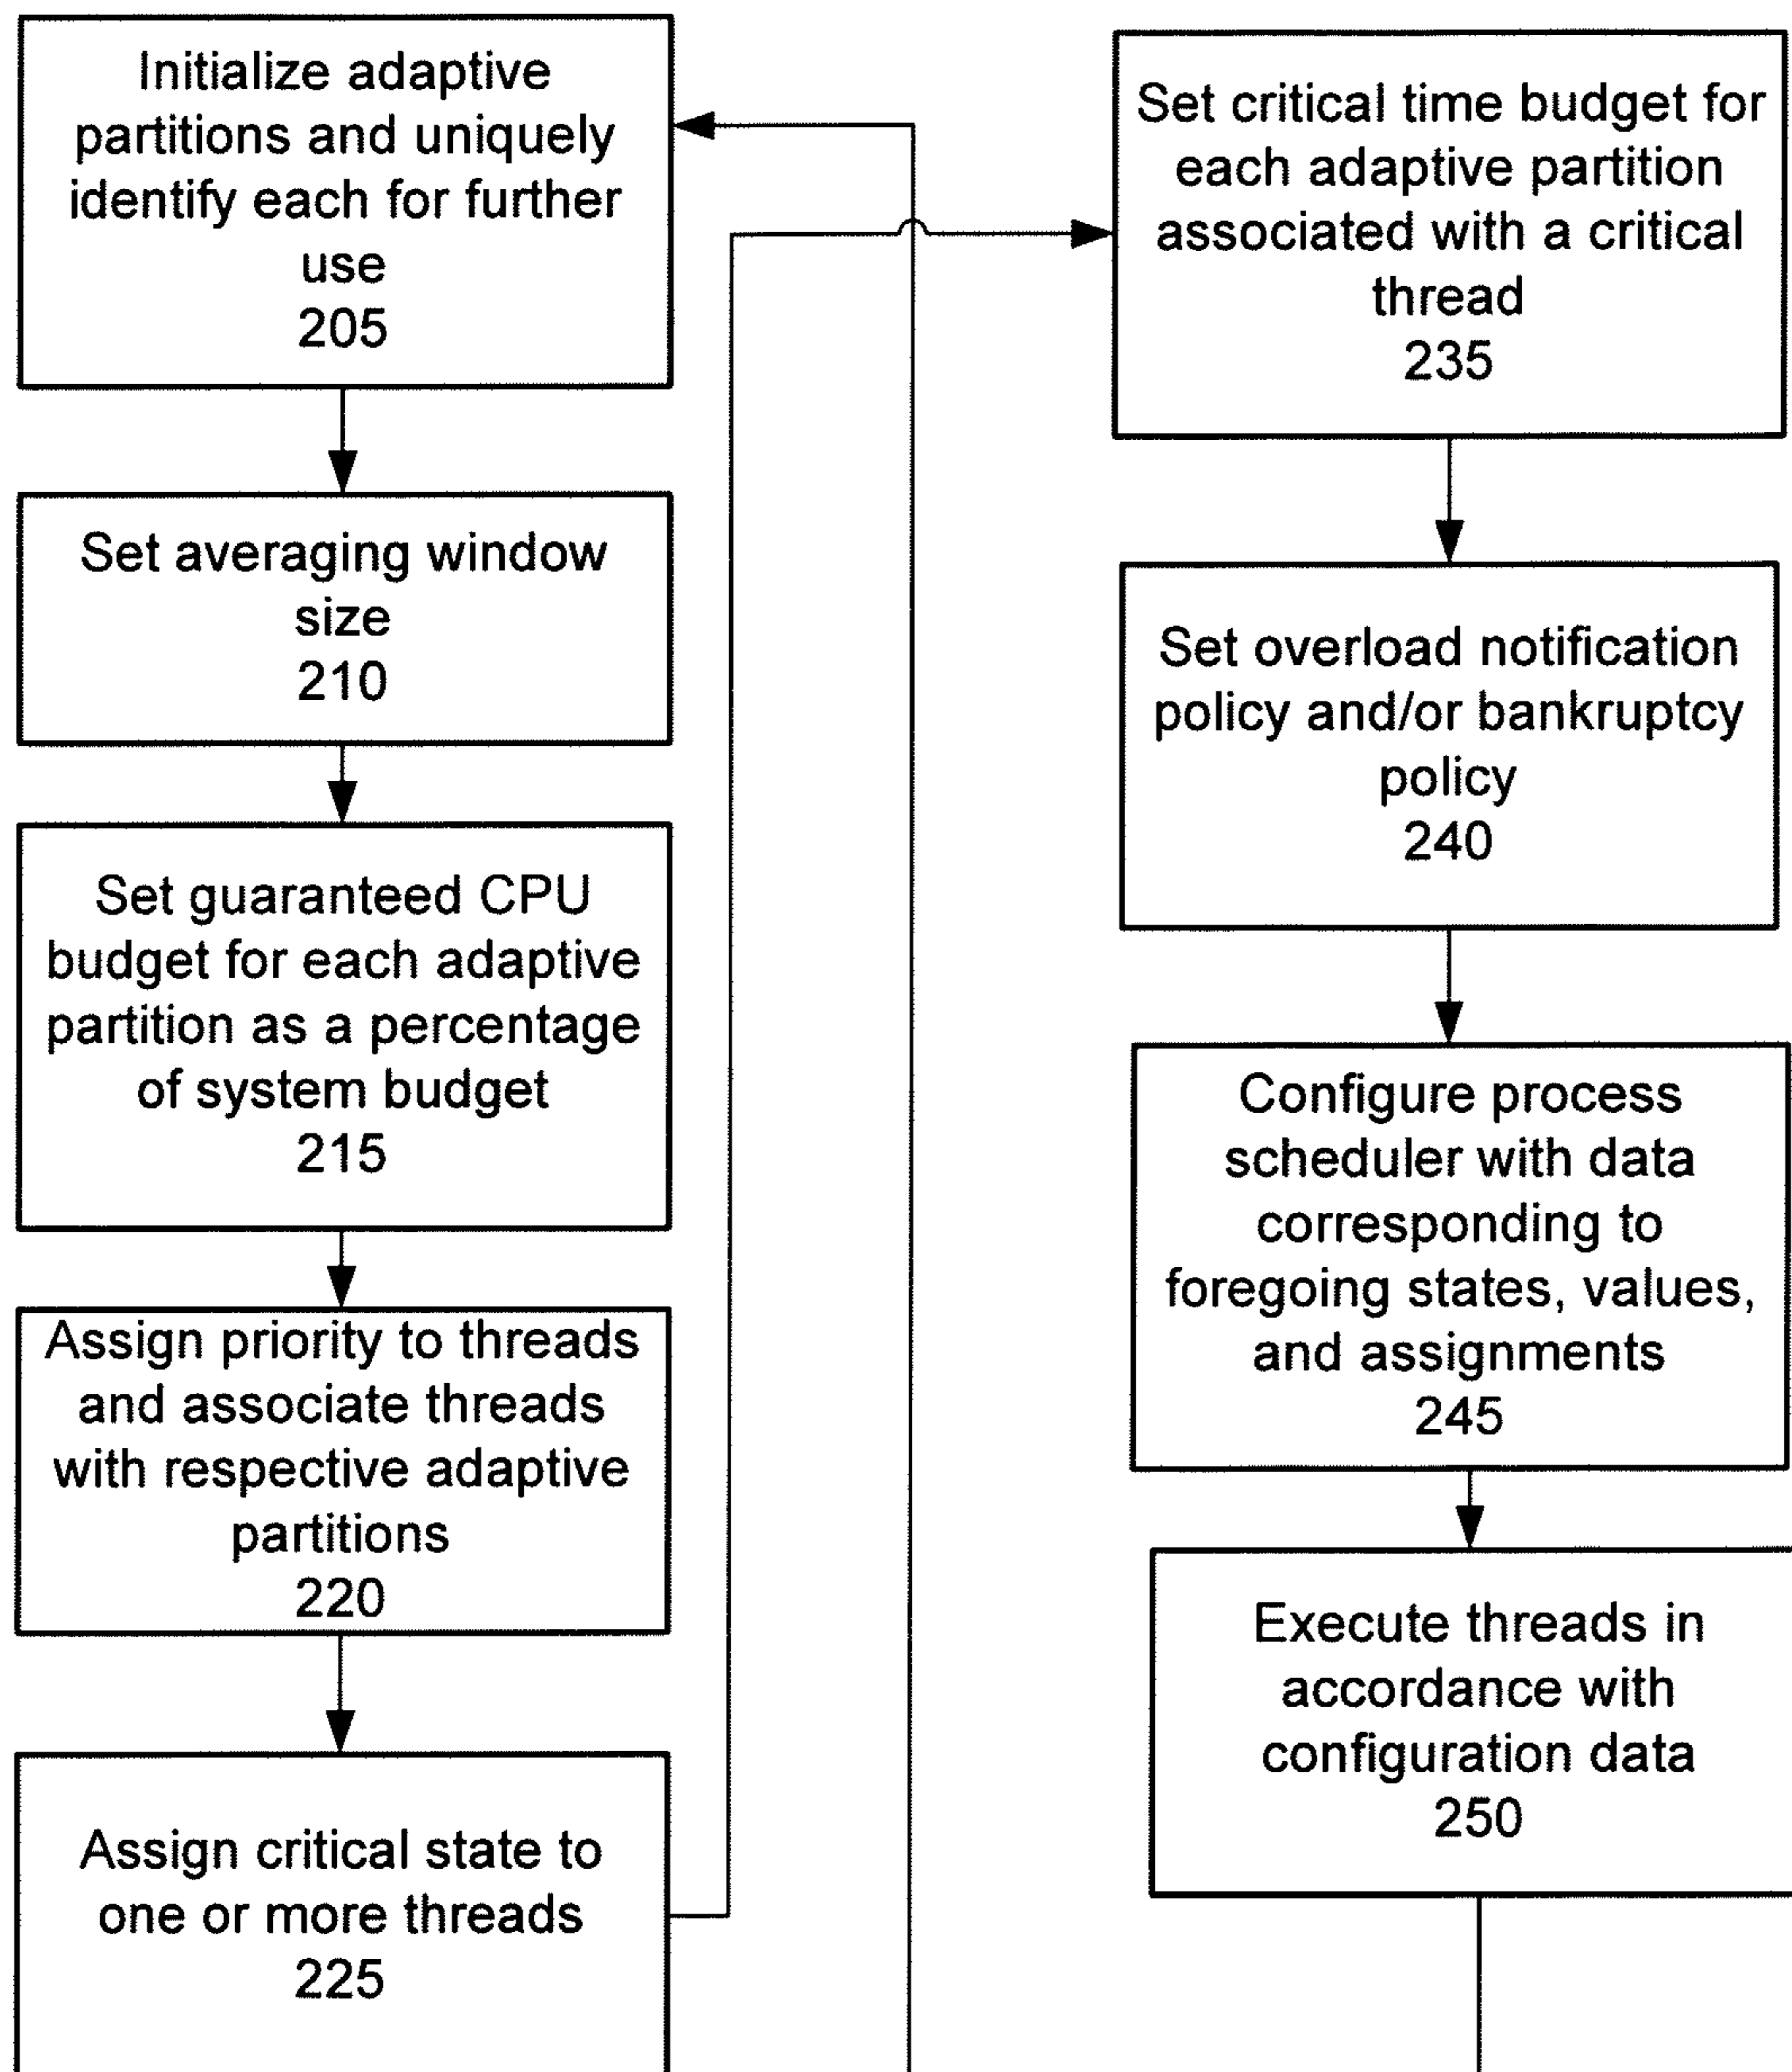 Initialize adaptive
partitions and uniquely
identify each for further
use
205
Set averaging window
size
210
Set guaranteed CPU
budget for each adaptive
partition as a percentage
of system budget
215
Assign priority to threads
and associate threads
with respective adaptive
partitions
220
Assign critical state to
one or more threads
225
Set critical time budget for
each adaptive partition
associated with a critical
thread
235
Set overload notification
policy and/or bankruptcy
policy
240
Configure process
scheduler with data
corresponding to
foregoing states, values,
and assignments
245
Execute threads in
accordance with
configuration data
250